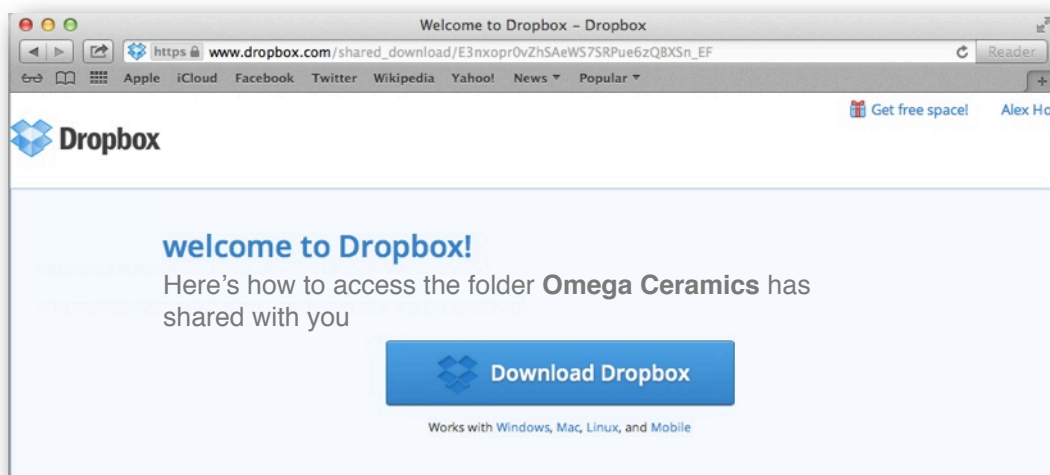 Welcome to Dropbox – Dropbox
https www.dropbox.com/shared_download/E3nxopr0vZhSAeWS7SRPue6zQBXSn_EF
Reader
Apple iCloud Facebook Twitter Wikipedia Yahoo! News Popular
Get free space! Alex Ho
Dropbox
welcome to Dropbox!
Here’s how to access the folder Omega Ceramics has
shared with you
Download Dropbox
Works with Windows, Mac, Linux, and Mobile